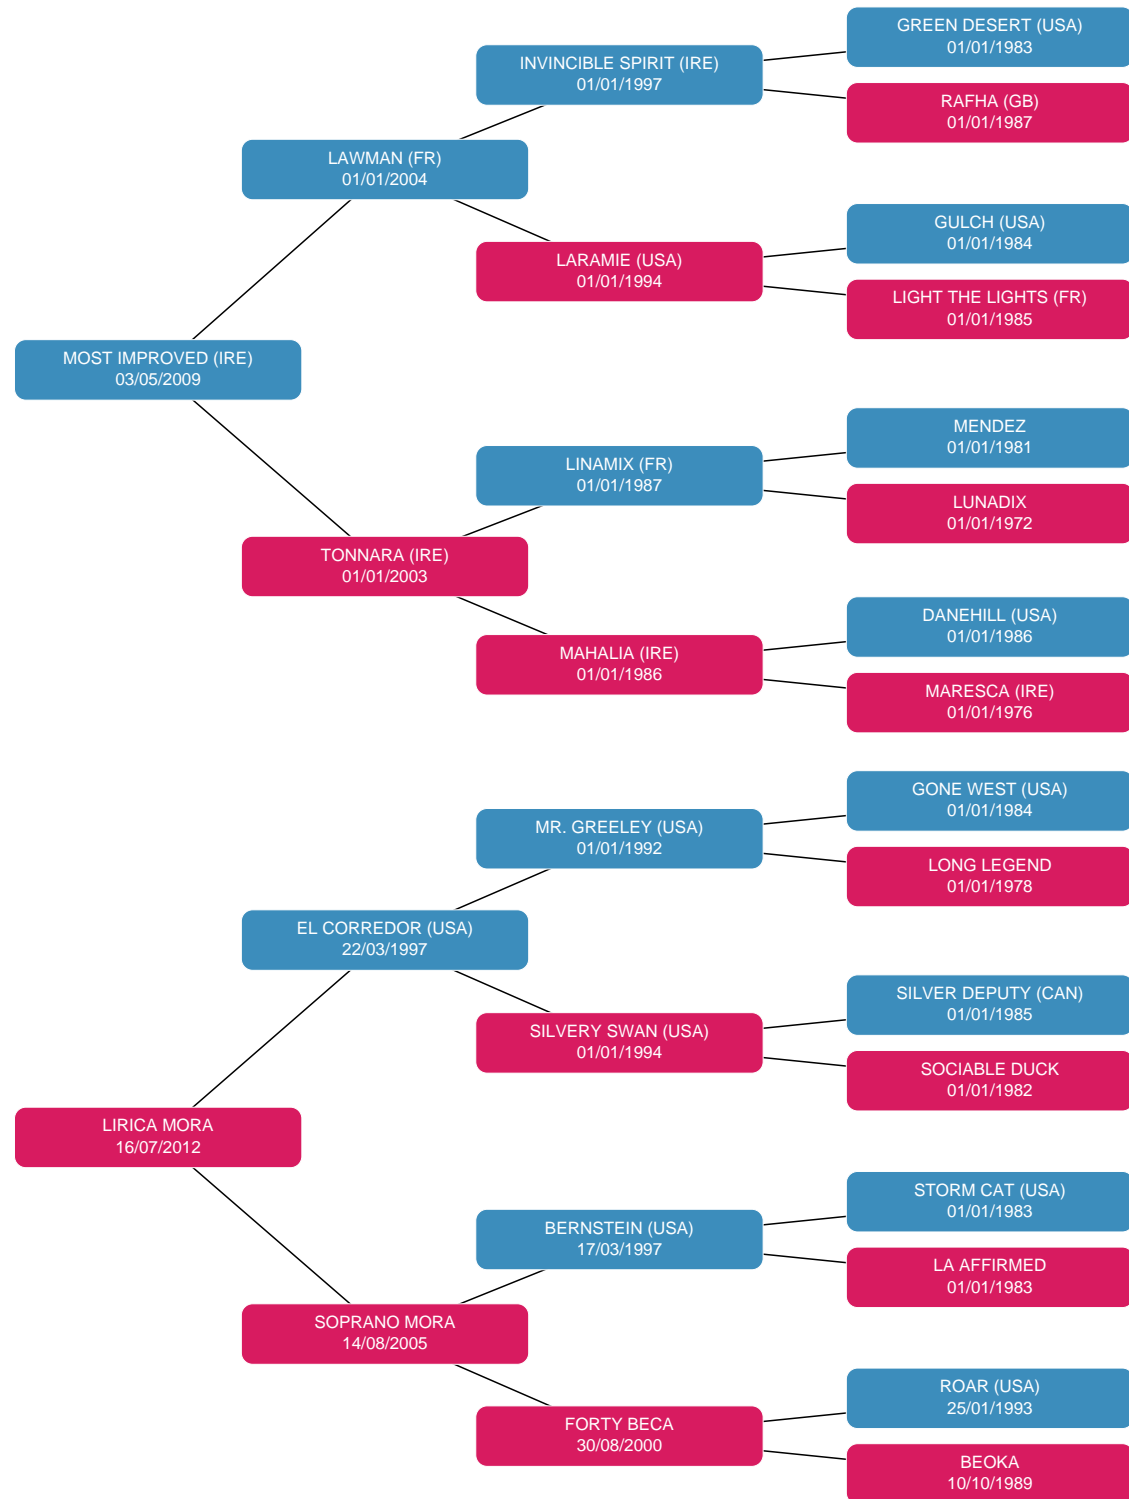 GREEN DESERT (USA)
01/01/1983
INVINCIBLE SPIRIT (IRE)
01/01/1997
RAFHA (GB)
01/01/1987
LAWMAN (FR)
01/01/2004
GULCH (USA)
01/01/1984
LARAMIE (USA)
01/01/1994
LIGHT THE LIGHTS (FR)
01/01/1985
MOST IMPROVED (IRE)
03/05/2009
MENDEZ
01/01/1981
LINAMIX (FR)
01/01/1987
LUNADIX
01/01/1972
TONNARA (IRE)
01/01/2003
DANEHILL (USA)
01/01/1986
MAHALIA (IRE)
01/01/1986
MARESCA (IRE)
01/01/1976
GONE WEST (USA)
01/01/1984
MR. GREELEY (USA)
01/01/1992
LONG LEGEND
01/01/1978
EL CORREDOR (USA)
22/03/1997
SILVER DEPUTY (CAN)
01/01/1985
SILVERY SWAN (USA)
01/01/1994
SOCIABLE DUCK
01/01/1982
LIRICA MORA
16/07/2012
STORM CAT (USA)
01/01/1983
BERNSTEIN (USA)
17/03/1997
LA AFFIRMED
01/01/1983
SOPRANO MORA
14/08/2005
ROAR (USA)
25/01/1993
FORTY BECA
30/08/2000
BEOKA
10/10/1989